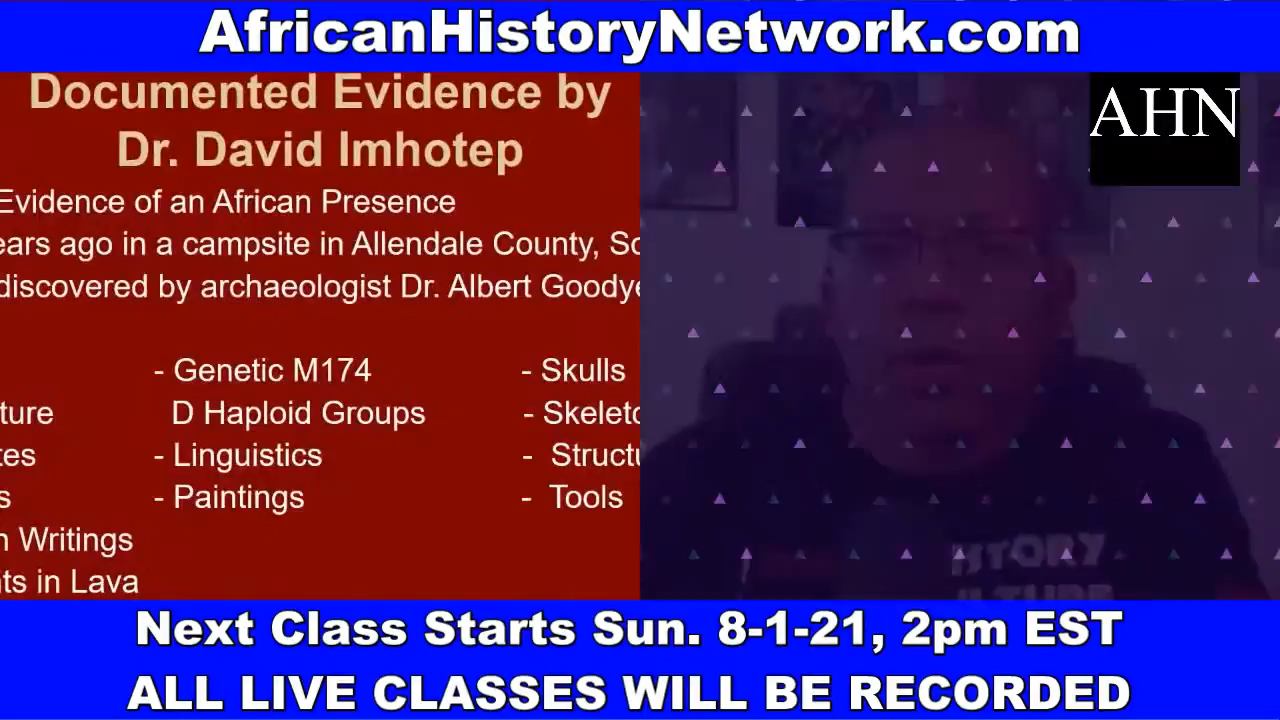 AfricanHistoryNetwork.com
AHN
Documented Evidence by
Dr. David Imhotep
Evidence of an African Presence
ears ago in a campsite in Allendale County, So
discovered by archaeologist Dr. Albert Goodye
- Genetic M174 - Skulls
ture D Haploid Groups - Skeleto
tes - Linguistics - Structu
s - Paintings - Tools
n Writings
ts in Lava
Next Class Starts Sun. 8-1-21, 2pm EST
ALL LIVE CLASSES WILL BE RECORDED